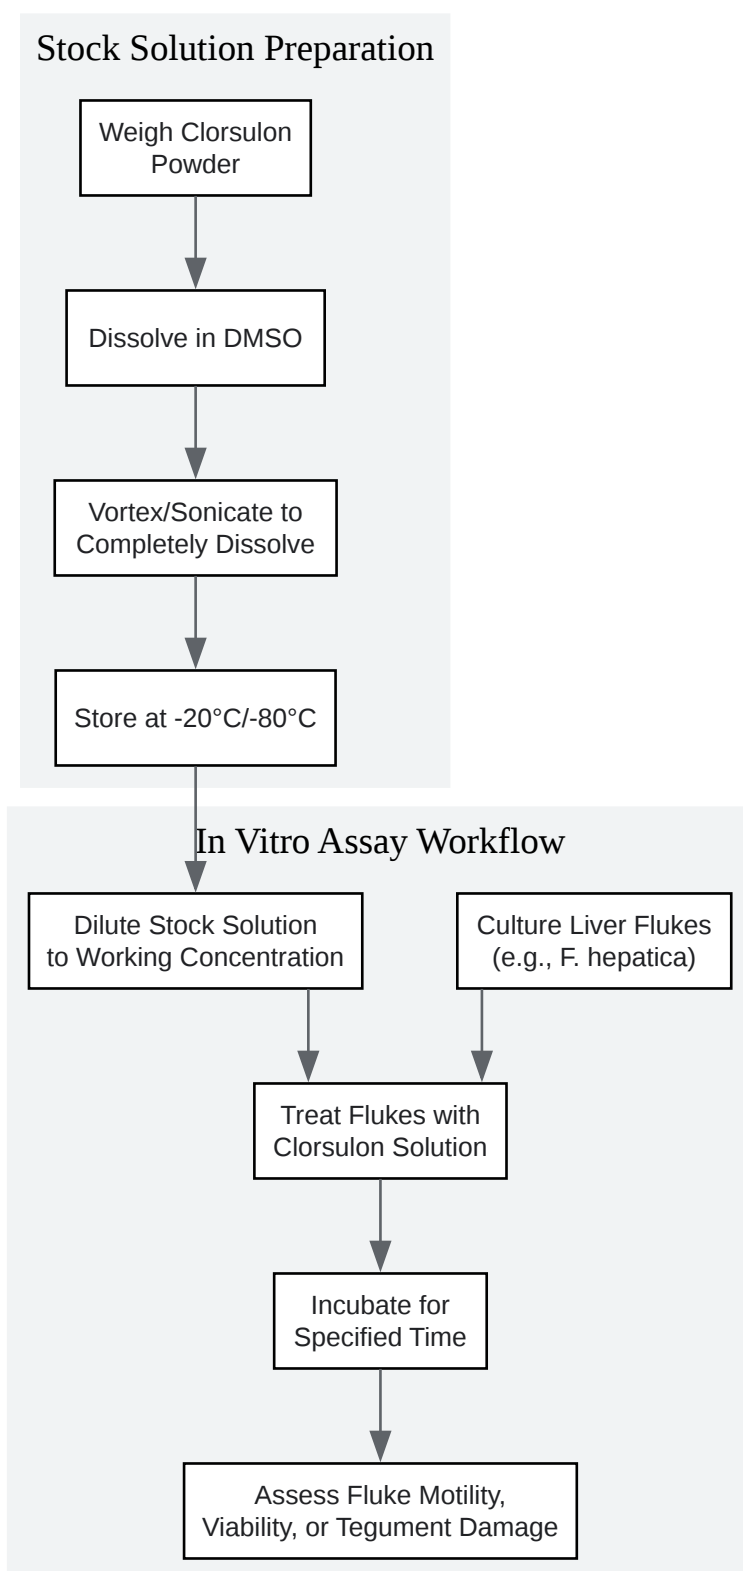 Stock Solution Preparation
Weigh Clorsulon
Powder
Dissolve in DMSO
Vortex/Sonicate to
Completely Dissolve
Store at -20°C/-80°C
In Vitro Assay Workflow
Dilute Stock Solution
to Working Concentration
Culture Liver Flukes
(e.g., F. hepatica)
Treat Flukes with
Clorsulon Solution
Incubate for
Specified Time
Assess Fluke Motility,
Viability, or Tegument Damage